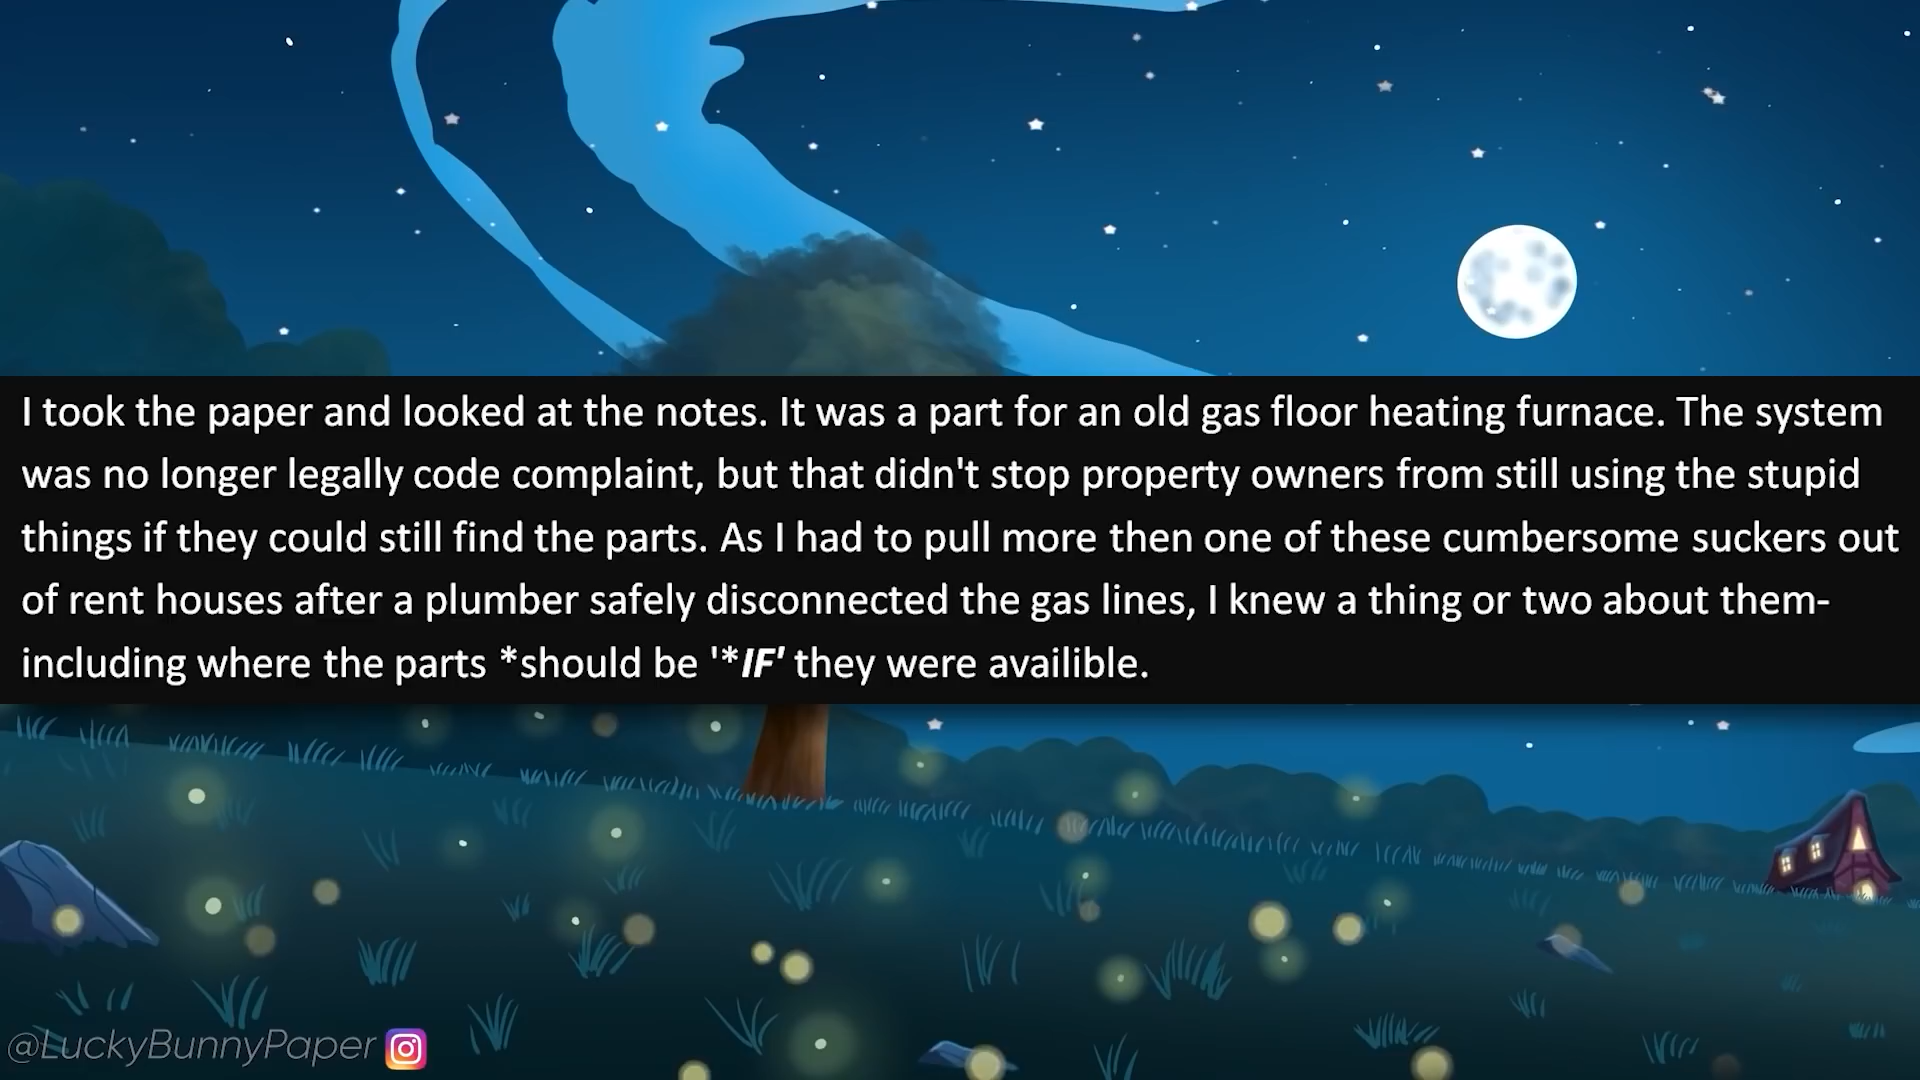 I took the paper and looked at the notes. It was a part for an old gas floor heating furnace. The system
was no longer legally code complaint, but that didn't stop property owners from still using the stupid
things if they could still find the parts. As I had to pull more then one of these cumbersome suckers out
of rent houses after a plumber safely disconnected the gas lines, I knew a thing or two about them-
including where the parts *should be '*IF' they were availible.
@LuckyBunnyPaper